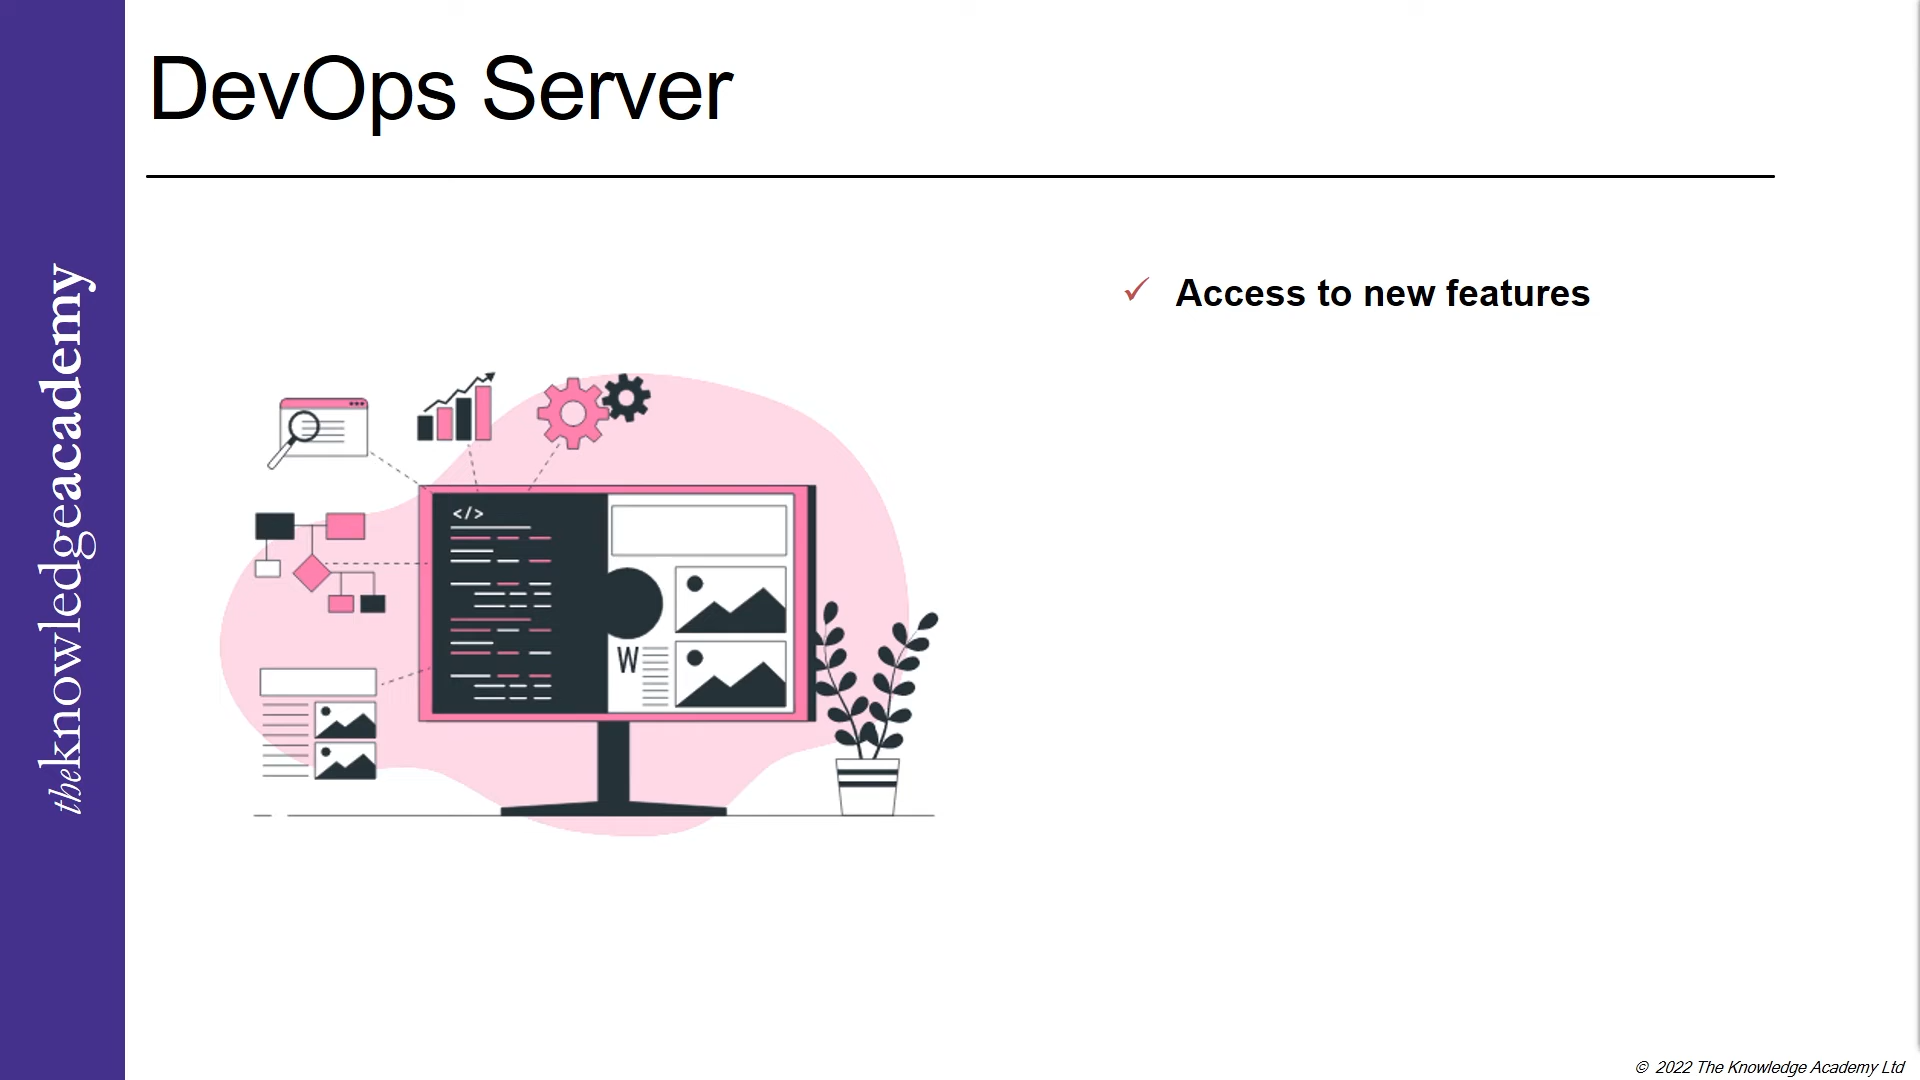 DevOps Server
theknowledgeacademy
✓ Access to new features
</>
W
© 2022 The Knowledge Academy Ltd